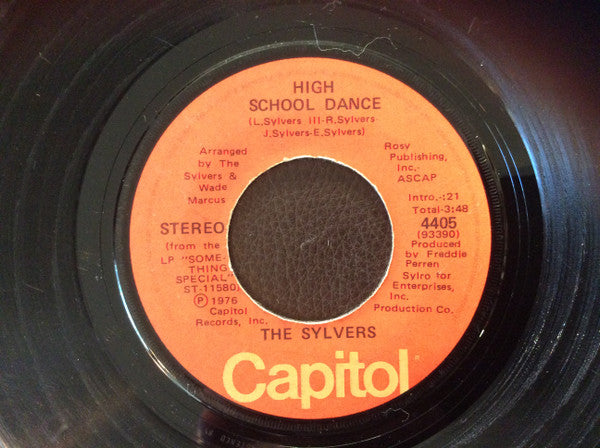 HIGH
SCHOOL DANCE
(L.Sylvers III-R.Sylvers-
J.Sylvers-E.Sylvers)
Arranged
by The
Sylvers &
Wade
Marcus
STEREO
(from the
LP "SOME-
THING
SPECIAL"
ST-11580)
Ⓟ 1976
Capitol
Records, Inc.
Rosy
Publishing,
Inc.-
ASCAP
Intro.-:21
Total-3:48
4405
(93390)
Produced
by Freddie
Perren
Sylro for
Enterprises,
Inc.
Production Co.
THE SYLVERS
Capitol®